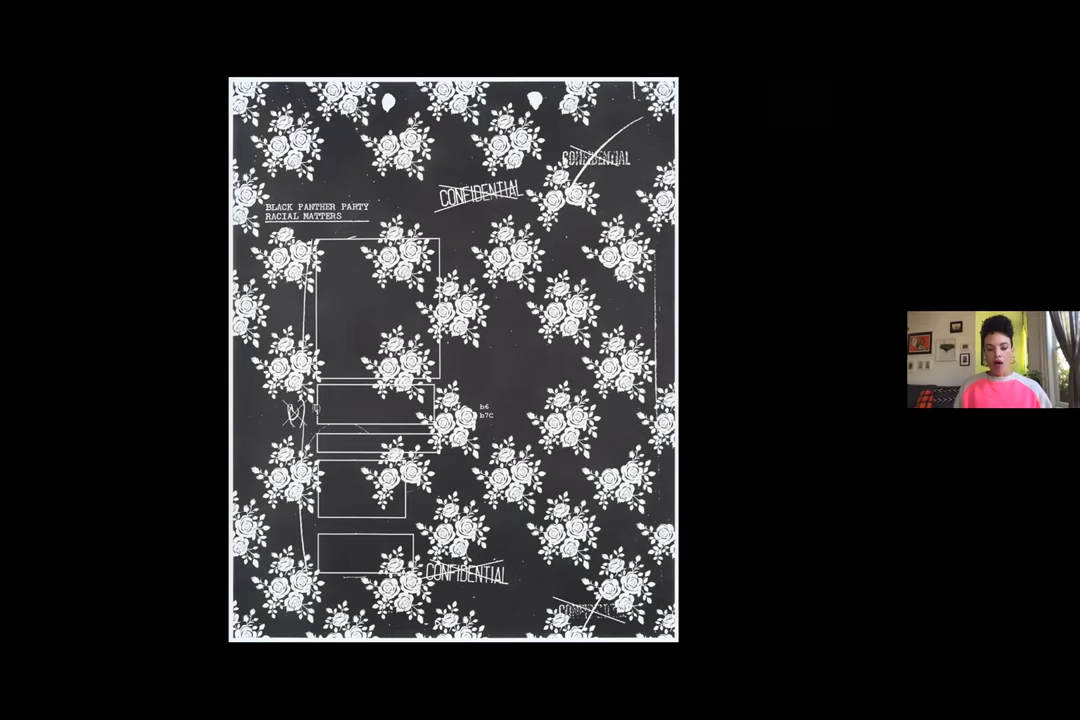 CONFIDENTIAL
CONFIDENTIAL
BLACK PANTHER PARTY
RACIAL MATTERS
b6
b7C
CONFIDENTIAL